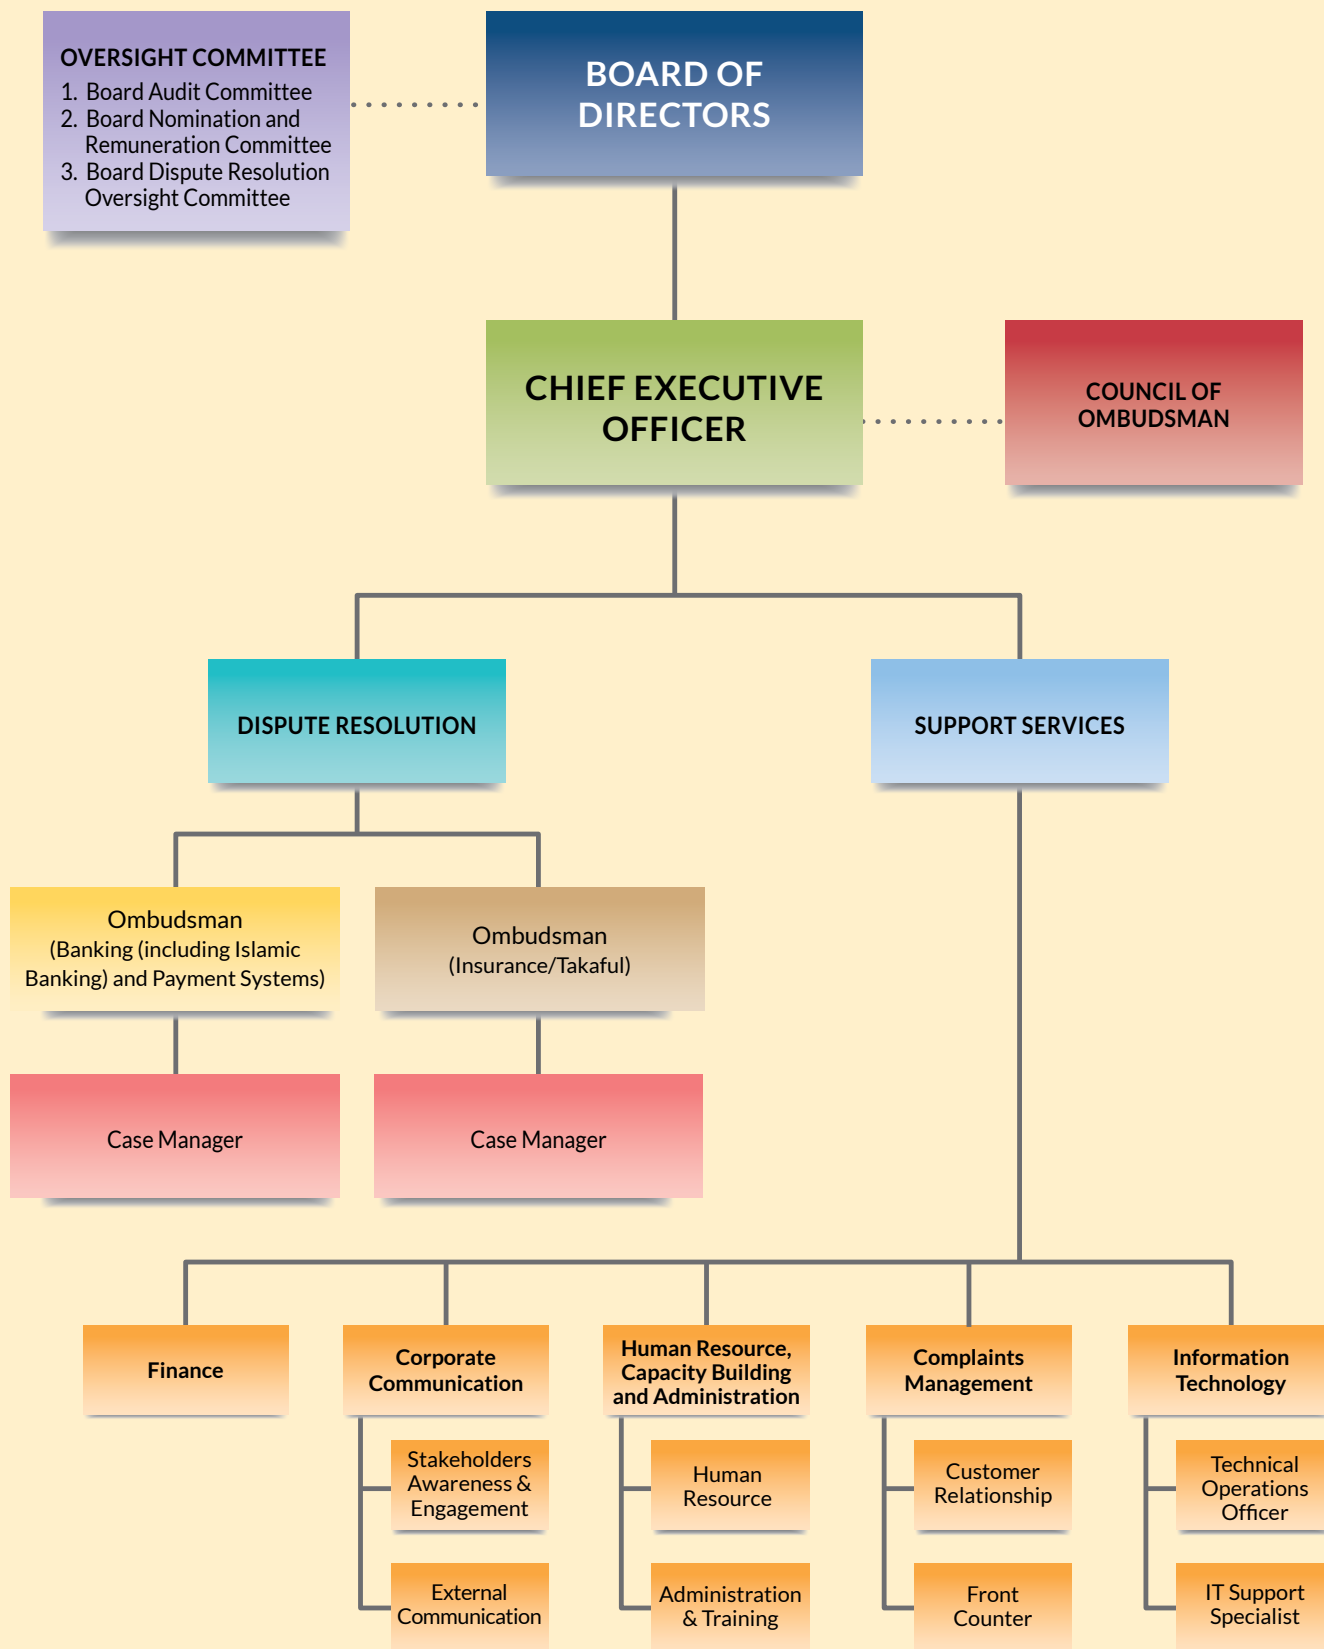 OVERSIGHT COMMITTEE
1. Board Audit Committee
2. Board Nomination and
Remuneration Committee
3. Board Dispute Resolution
Oversight Committee
BOARD OF
DIRECTORS
CHIEF EXECUTIVE
OFFICER
COUNCIL OF
OMBUDSMAN
DISPUTE RESOLUTION
SUPPORT SERVICES
Ombudsman
(Banking (including Islamic
Banking) and Payment Systems)
Ombudsman
(Insurance/Takaful)
Case Manager
Case Manager
Finance
Corporate
Communication
Human Resource,
Capacity Building
and Administration
Complaints
Management
Information
Technology
Stakeholders
Awareness &
Engagement
Human
Resource
Customer
Relationship
Technical
Operations
Officer
External
Communication
Administration
& Training
Front
Counter
IT Support
Specialist